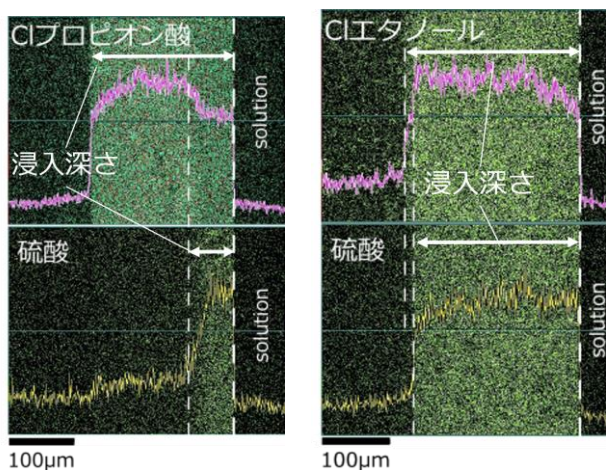 Clプロピオン酸
solution
浸入深さ
硫酸
solution
100μm
Clエタノール
solution
浸入深さ
硫酸
solution
100μm